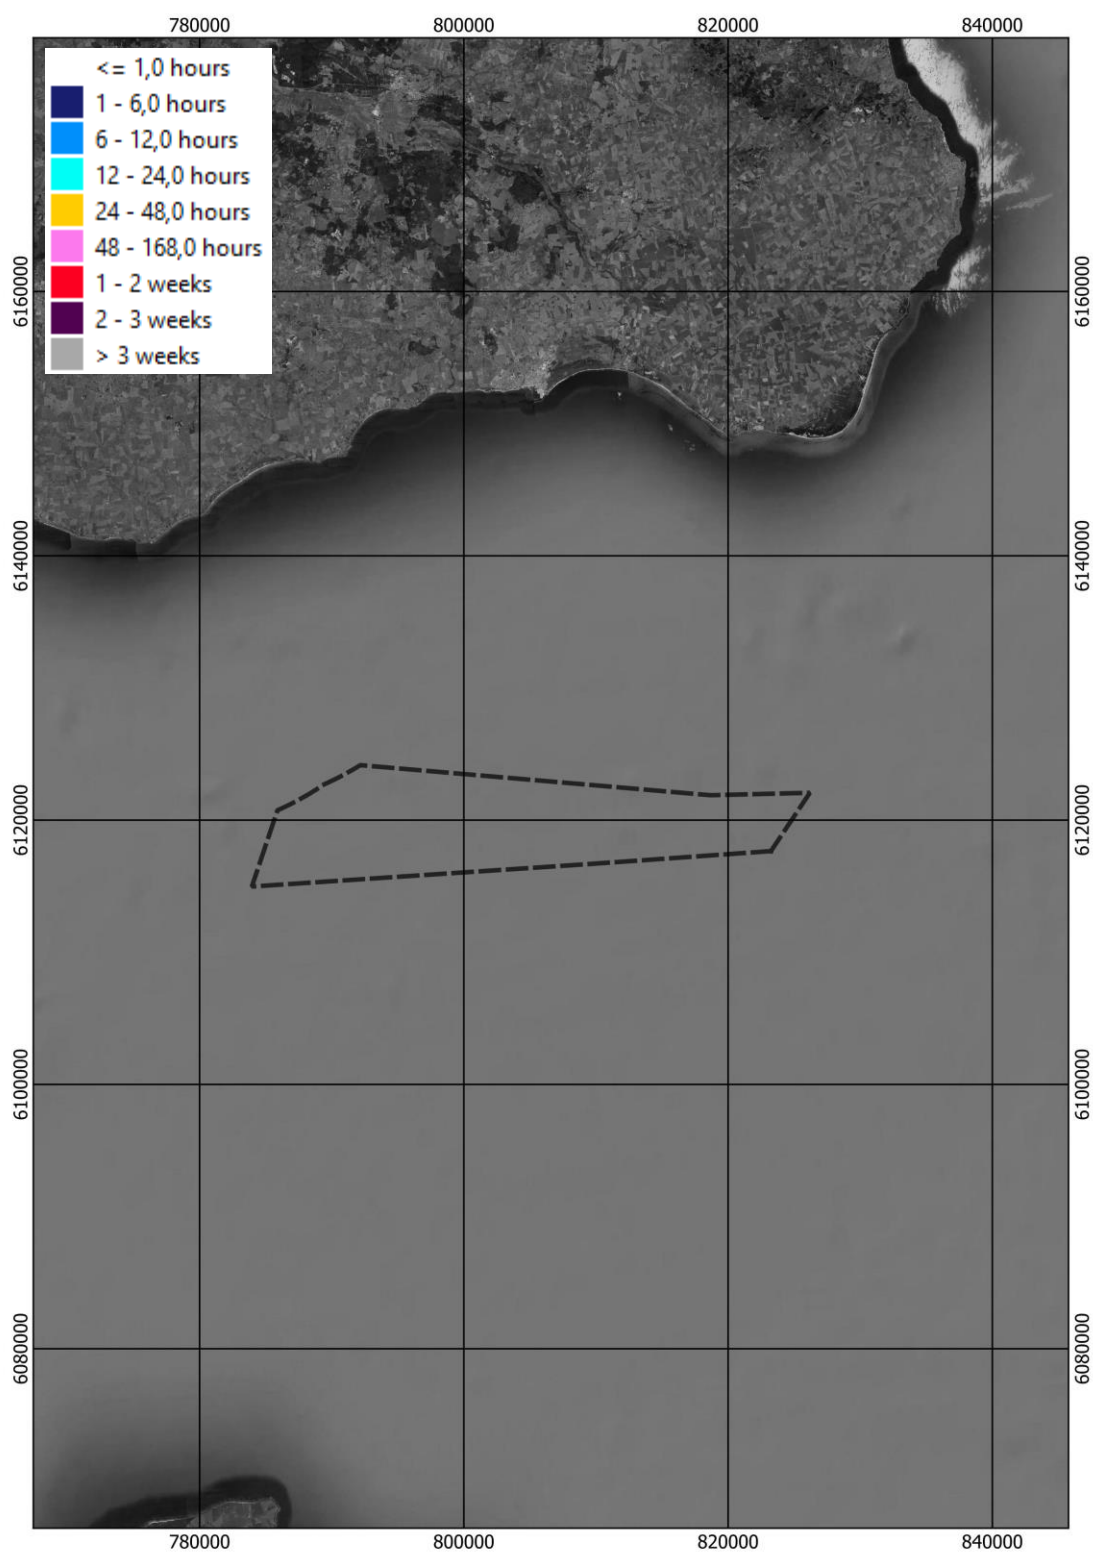 780000 800000 820000 840000
<= 1,0 hours
1 - 6,0 hours
6 - 12,0 hours
12 - 24,0 hours
24 - 48,0 hours
48 - 168,0 hours
1 - 2 weeks
2 - 3 weeks
> 3 weeks
6160000 6160000
6140000 6140000
6120000 6120000
6100000 6100000
6080000 6080000
780000 800000 820000 840000